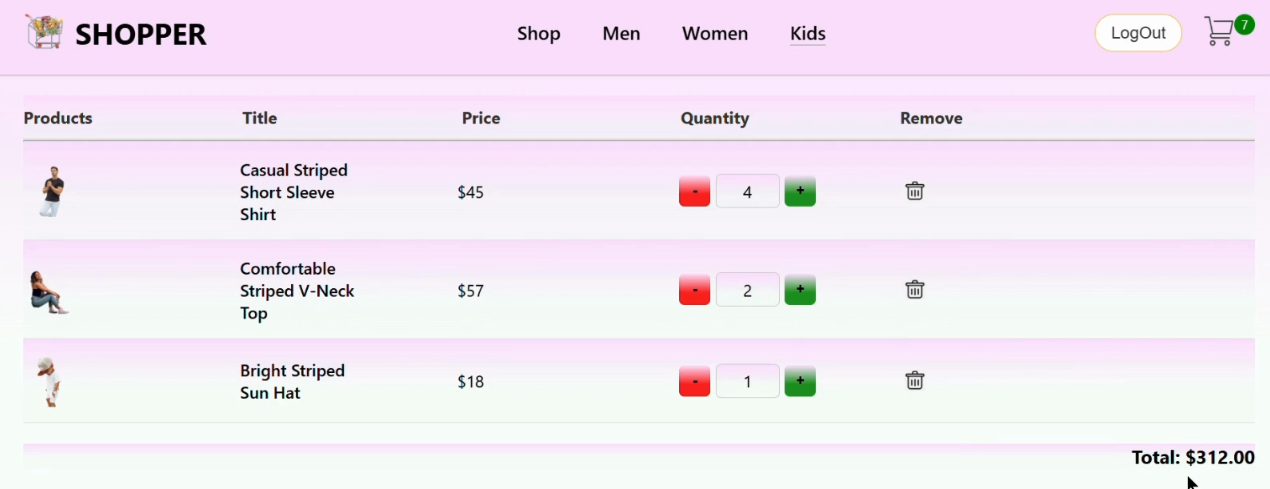 SHOPPER
Shop Men Women Kids
LogOut
7
Products Title Price Quantity Remove
Casual Striped
Short Sleeve
Shirt
$45
- 4 +
Comfortable
Striped V-Neck
Top
$57
- 2 +
Bright Striped
Sun Hat
$18
- 1 +
Total: $312.00